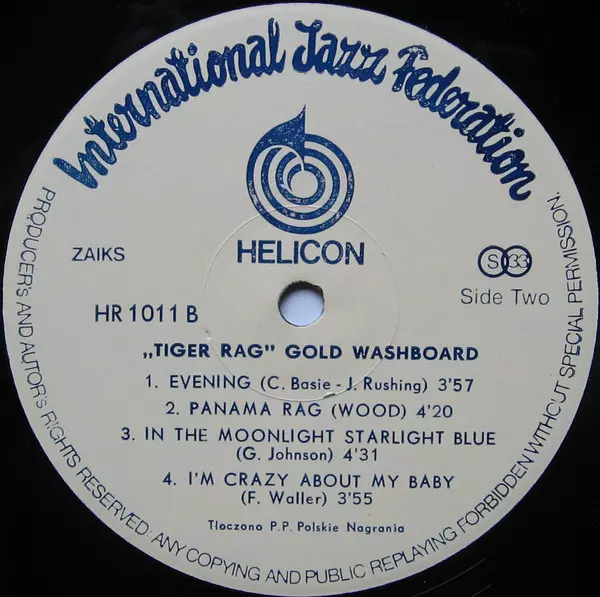 International Jazz Federation
HELICON
ZAIKS
S 33
Side Two
HR 1011 B
„TIGER RAG” GOLD WASHBOARD
1. EVENING (C. Basie - J. Rushing) 3'57
2. PANAMA RAG (WOOD) 4'20
3. IN THE MOONLIGHT STARLIGHT BLUE
(G. Johnson) 4'31
4. I'M CRAZY ABOUT MY BABY
(F. Waller) 3'55
Tłoczono P.P. Polskie Nagrania
PRODUCER'S AND AUTOR'S RIGHTS RESERVED: ANY COPYING AND PUBLIC REPLAYING FORBIDDEN WITHOUT SPECIAL PERMISSION.